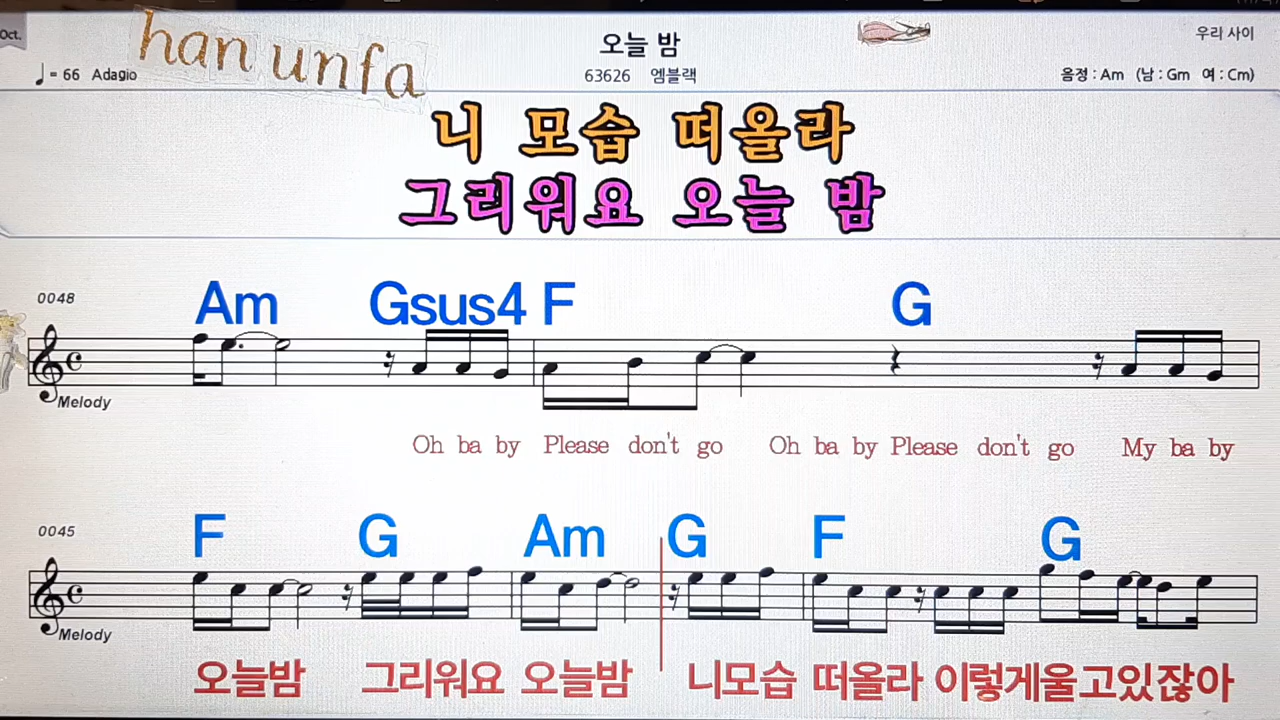 Oct.
han unfa
오늘 밤
우리 사이
♩= 66 Adagio
63626 엠블랙
음정 : Am (남 : Gm 여 : Cm)
니 모습 떠올라
그리워요 오늘 밤
0048
Am Gsus4 F G
Melody
Oh ba by Please don't go Oh ba by Please don't go My ba by
0045
F G Am G F G
Melody
오늘밤 그리워요 오늘밤 니모습 떠올라 이렇게울고있잖아